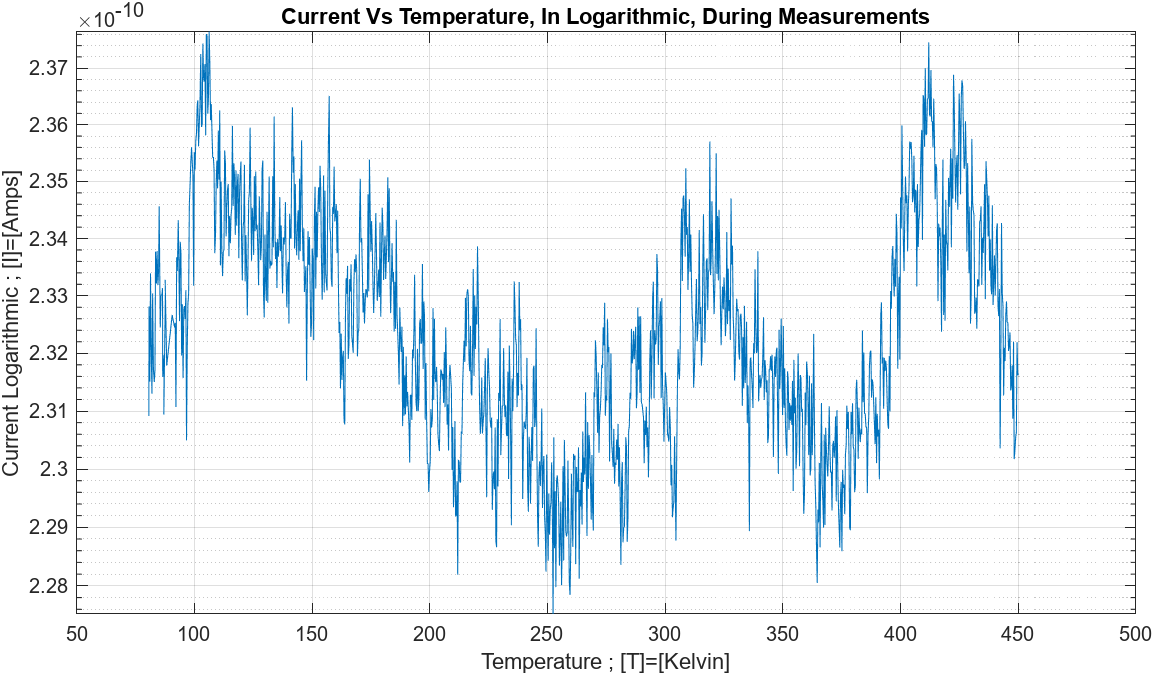 Current Vs Temperature, In Logarithmic, During Measurements
×10-10
2.37
2.36
2.35
2.34
2.33
2.32
2.31
2.3
2.29
2.28
Current Logarithmic ; [I]=[Amps]
50 100 150 200 250 300 350 400 450 500
Temperature ; [T]=[Kelvin]